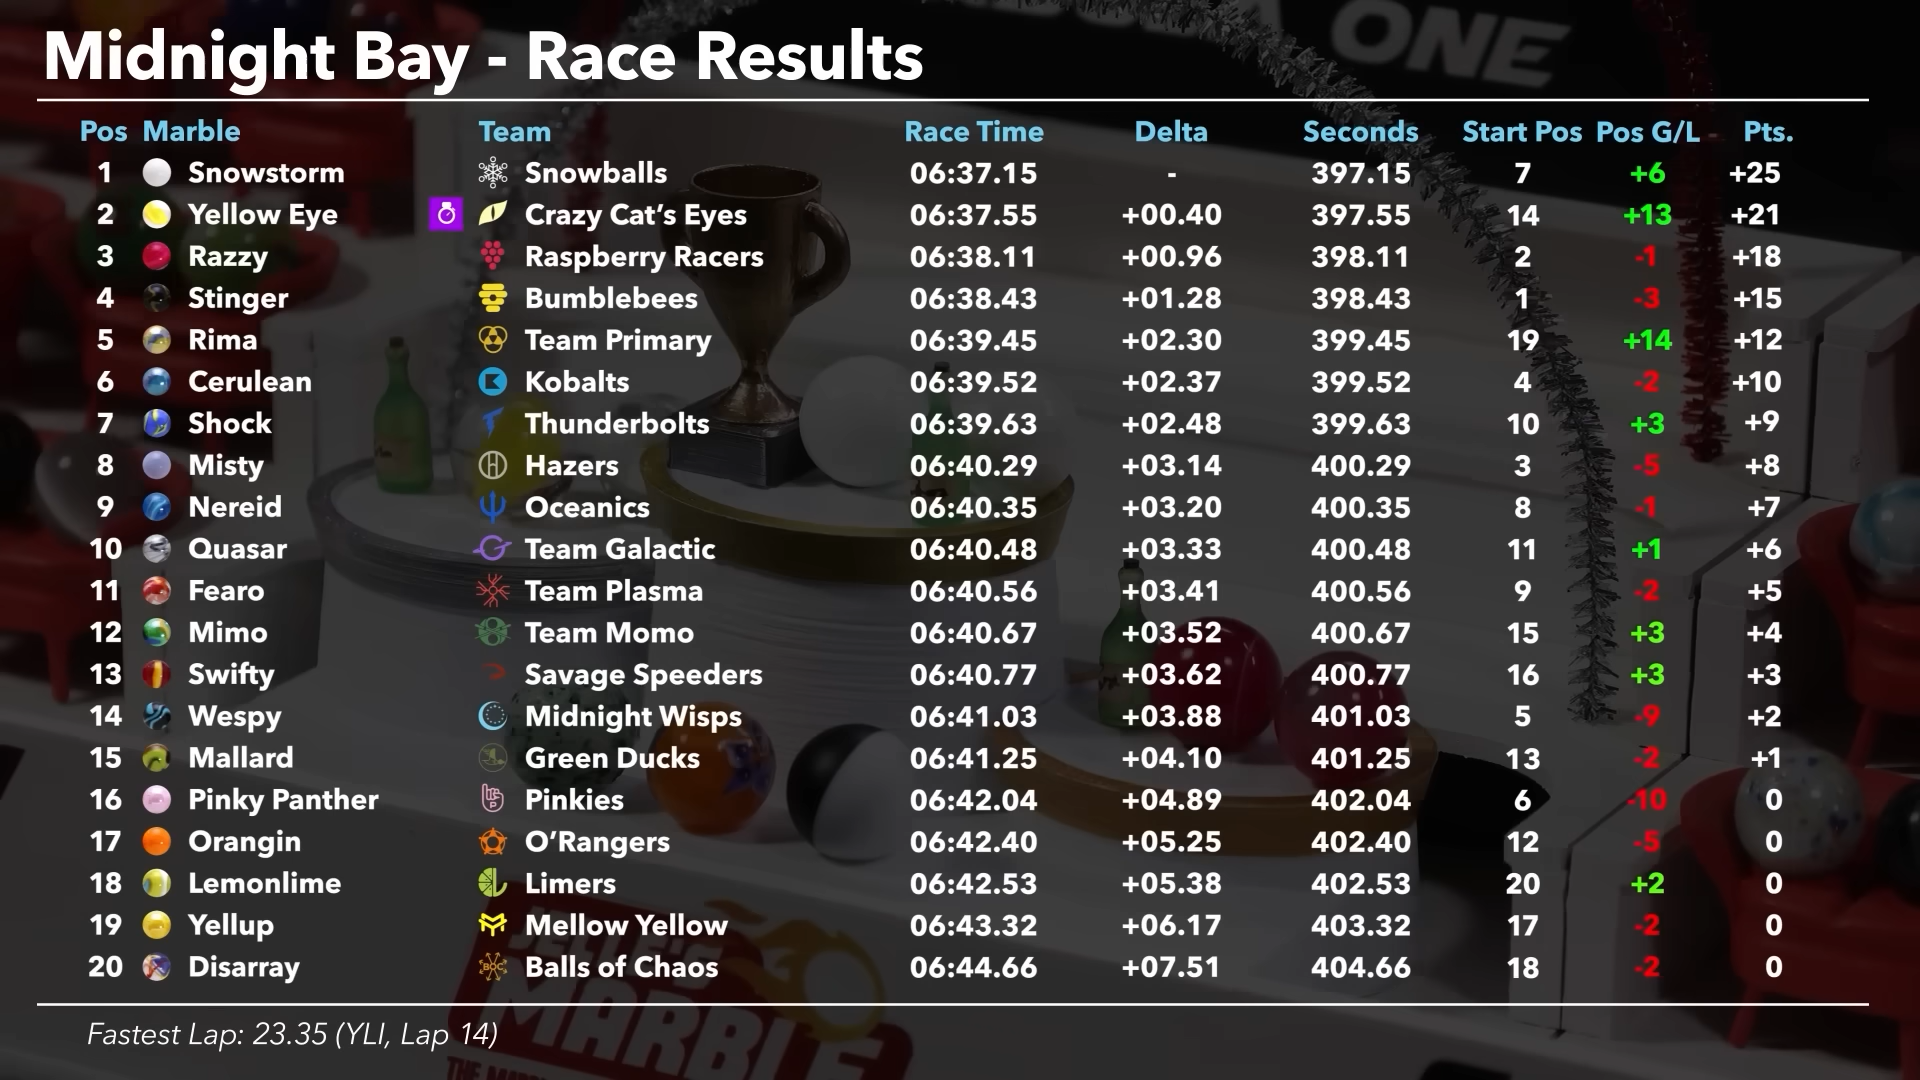 ONE
Midnight Bay - Race Results
Pos Marble Team Race Time Delta Seconds Start Pos Pos G/L Pts.
1 Snowstorm Snowballs 06:37.15 - 397.15 7 +6 +25
2 Yellow Eye Crazy Cat’s Eyes 06:37.55 +00.40 397.55 14 +13 +21
3 Razzy Raspberry Racers 06:38.11 +00.96 398.11 2 -1 +18
4 Stinger Bumblebees 06:38.43 +01.28 398.43 1 -3 +15
5 Rima Team Primary 06:39.45 +02.30 399.45 19 +14 +12
6 Cerulean Kobalts 06:39.52 +02.37 399.52 4 -2 +10
7 Shock Thunderbolts 06:39.63 +02.48 399.63 10 +3 +9
8 Misty Hazers 06:40.29 +03.14 400.29 3 -5 +8
9 Nereid Oceanics 06:40.35 +03.20 400.35 8 -1 +7
10 Quasar Team Galactic 06:40.48 +03.33 400.48 11 +1 +6
11 Fearo Team Plasma 06:40.56 +03.41 400.56 9 -2 +5
12 Mimo Team Momo 06:40.67 +03.52 400.67 15 +3 +4
13 Swifty Savage Speeders 06:40.77 +03.62 400.77 16 +3 +3
14 Wespy Midnight Wisps 06:41.03 +03.88 401.03 5 -9 +2
15 Mallard Green Ducks 06:41.25 +04.10 401.25 13 -2 +1
16 Pinky Panther Pinkies 06:42.04 +04.89 402.04 6 -10 0
17 Orangin O’Rangers 06:42.40 +05.25 402.40 12 -5 0
18 Lemonlime Limers 06:42.53 +05.38 402.53 20 +2 0
19 Yellup Mellow Yellow 06:43.32 +06.17 403.32 17 -2 0
20 Disarray BOC Balls of Chaos 06:44.66 +07.51 404.66 18 -2 0
JELLE'S
MARBLE
Fastest Lap: 23.35 (YLI, Lap 14)